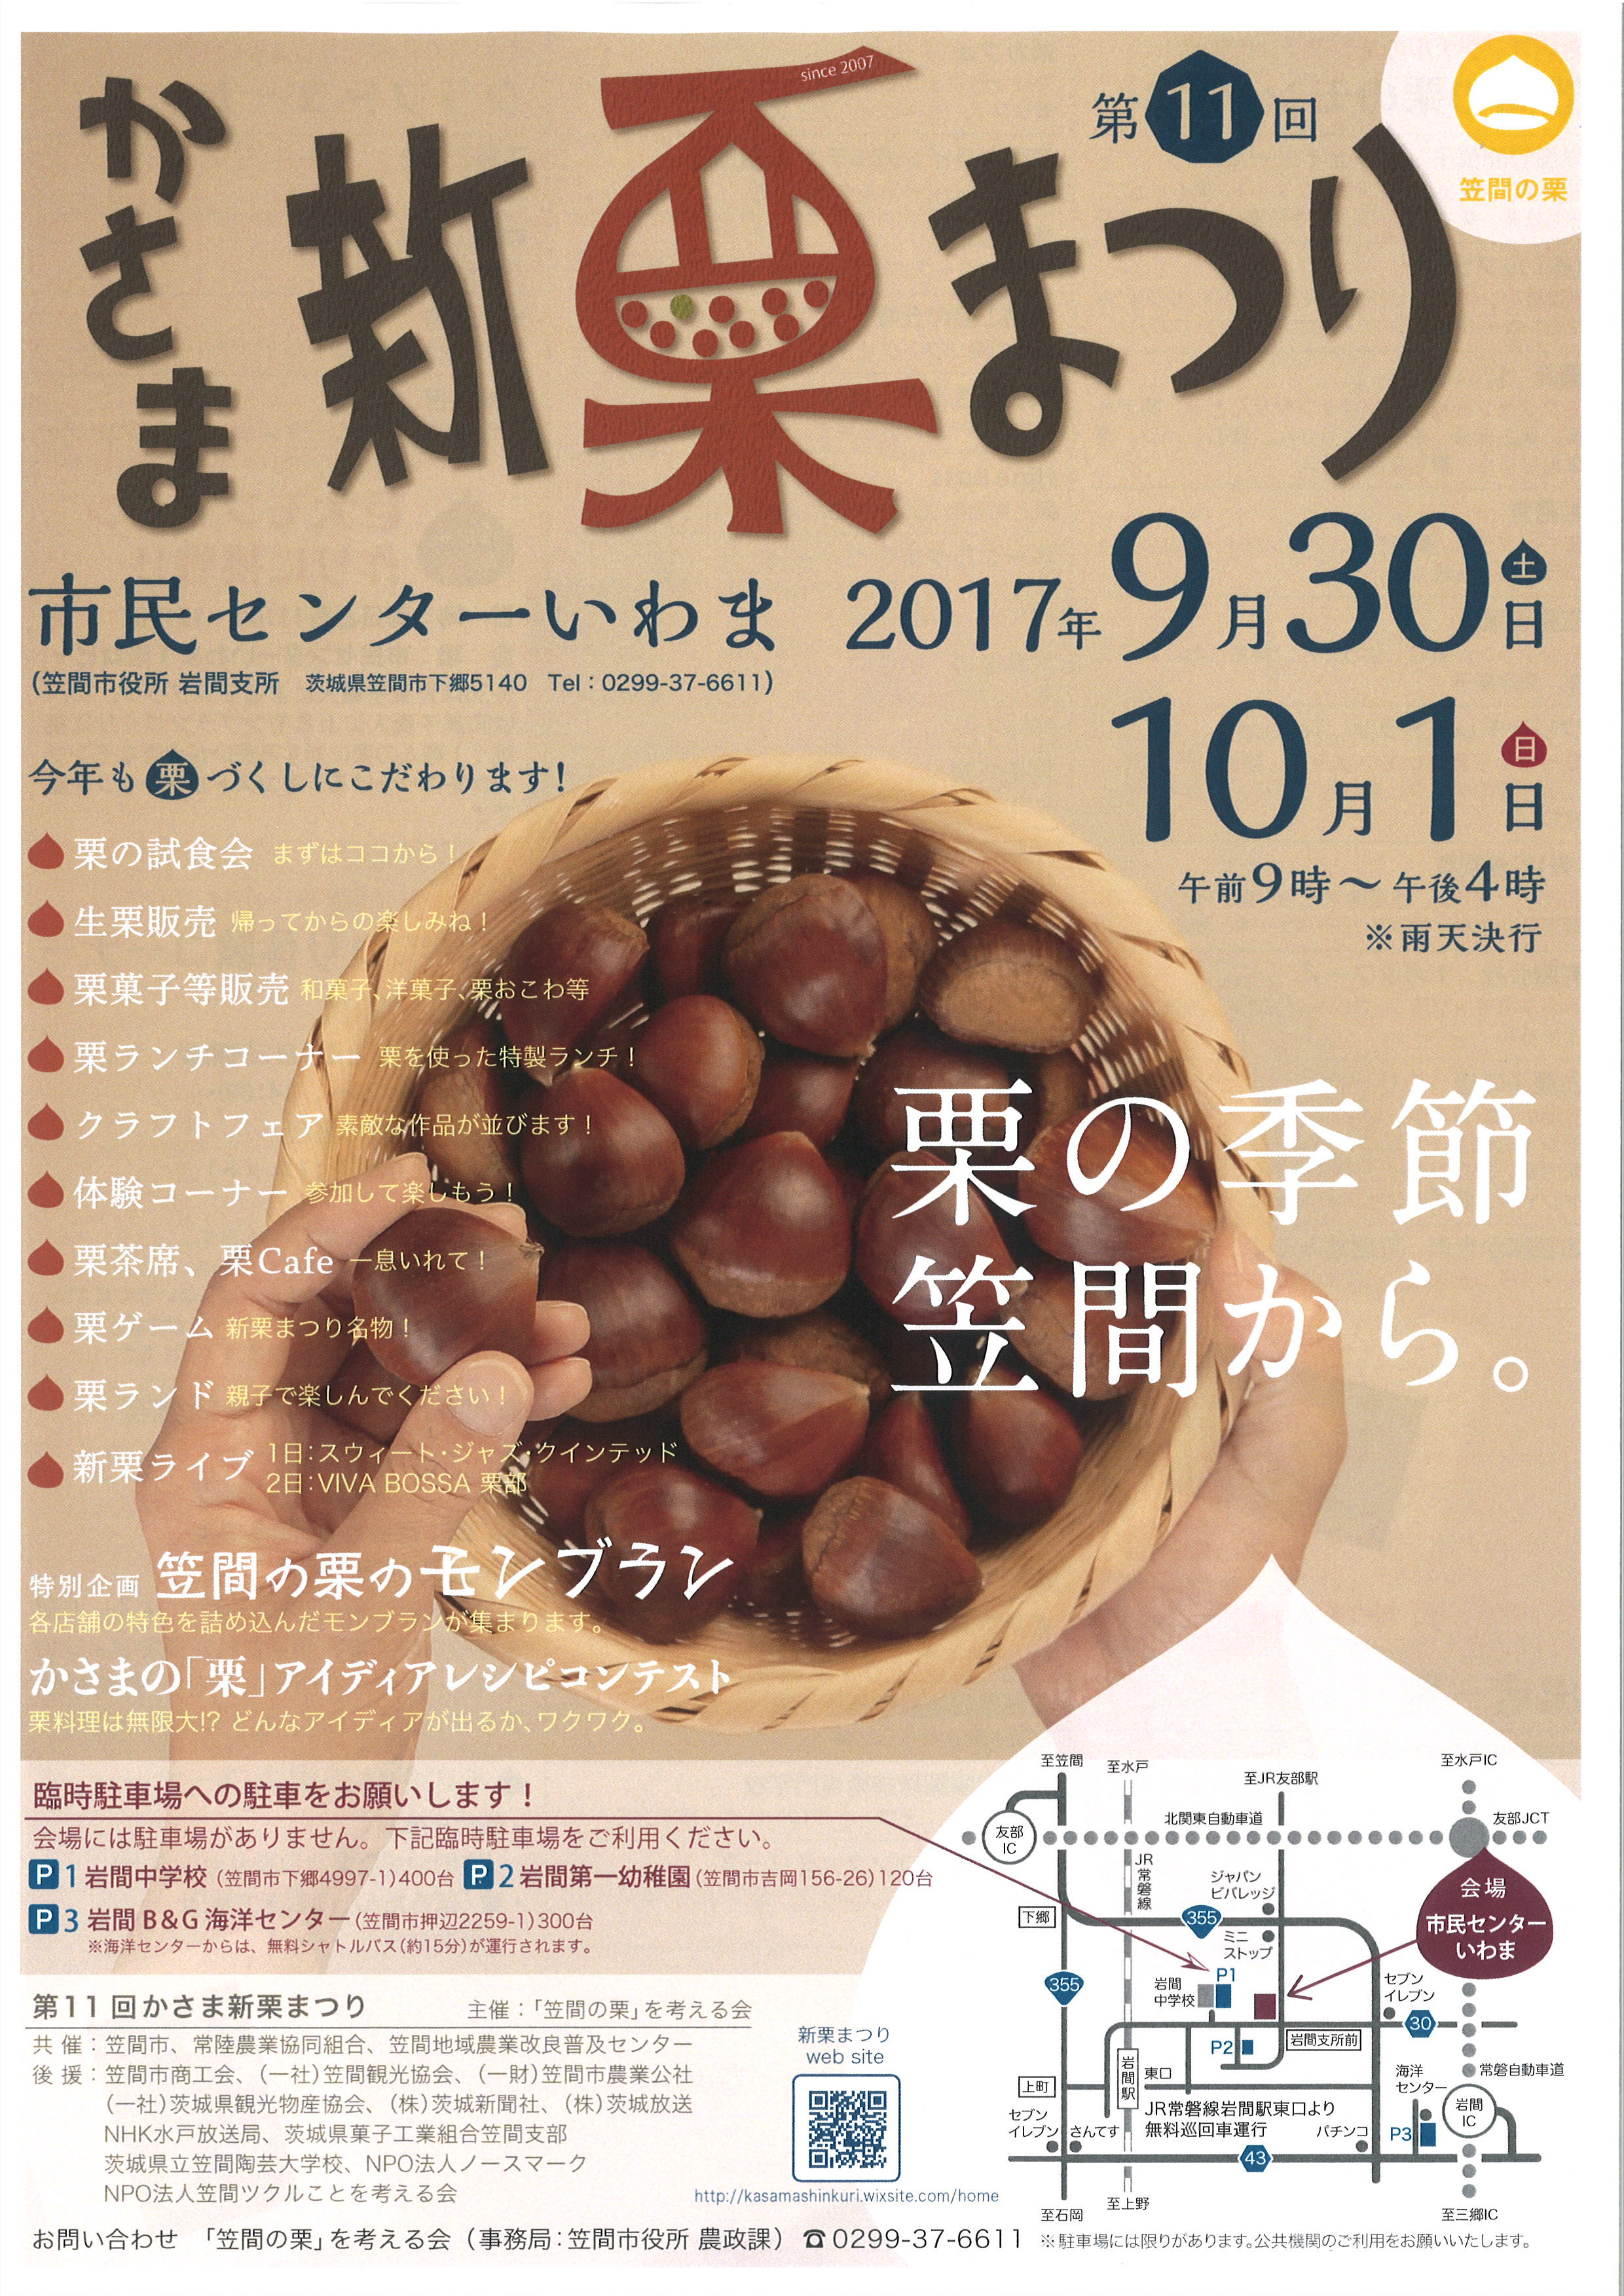 since 2007
第11回
かさま新栗まつり
笠間の栗
市民センターいわま
(笠間市役所 岩間支所 茨城県笠間市下郷5140 Tel：0299-37-6611)
2017年9月30日土
10月1日日
午前9時～午後4時
※雨天決行
今年も栗づくしにこだわります！
栗の試食会 まずはココから！
生栗販売 帰ってからの楽しみね！
栗菓子等販売 和菓子、洋菓子、栗おこわ等
栗ランチコーナー 栗を使った特製ランチ！
クラフトフェア 素敵な作品が並びます！
体験コーナー 参加して楽しもう！
栗茶席、栗Cafe 一息いれて！
栗ゲーム 新栗まつり名物！
栗ランド 親子で楽しんでください！
新栗ライブ 1日：スウィート・ジャズ・クインテッド
2日：VIVA BOSSA 栗部
栗の季節
笠間から。
特別企画 笠間の栗のモンブラン
各店舗の特色を詰め込んだモンブランが集まります。
かさまの「栗」アイディアレシピコンテスト
栗料理は無限大!? どんなアイディアが出るか、ワクワク。
臨時駐車場への駐車をお願いします！
会場には駐車場がありません。下記臨時駐車場をご利用ください。
P1 岩間中学校 (笠間市下郷4997-1)400台 P2 岩間第一幼稚園 (笠間市吉岡156-26)120台
P3 岩間 B&G 海洋センター (笠間市押辺2259-1)300台
※海洋センターからは、無料シャトルバス(約15分)が運行されます。
第11回かさま新栗まつり 主催：「笠間の栗」を考える会
共催：笠間市、常陸農業協同組合、笠間地域農業改良普及センター
後援：笠間市商工会、(一社)笠間観光協会、(一財)笠間市農業公社
(一社)茨城県観光物産協会、(株)茨城新聞社、(株)茨城放送
NHK水戸放送局、茨城県菓子工業組合笠間支部
茨城県立笠間陶芸大学校、NPO法人ノースマーク
NPO法人笠間ツクルことを考える会
新栗まつり
web site
http://kasamashinkuri.wixsite.com/home
至笠間
至水戸
至JR友部駅
至水戸IC
友部
IC
北関東自動車道
友部JCT
JR常磐線
ジャパン
ビバレッジ
下郷
355
ミニ
ストップ
会場
市民センター
いわま
355
P1
岩間
中学校
セブン
イレブン
30
P2
岩間支所前
岩間駅
東口
海洋
センター
常磐自動車道
上町
岩間
IC
セブン
イレブン
さんてす
JR常磐線岩間駅東口より
無料巡回車運行
パチンコ
P3
43
至石岡
至上野
至三郷IC
お問い合わせ 「笠間の栗」を考える会（事務局：笠間市役所 農政課）☎0299-37-6611
※駐車場には限りがあります。公共機関のご利用をお願いいたします。